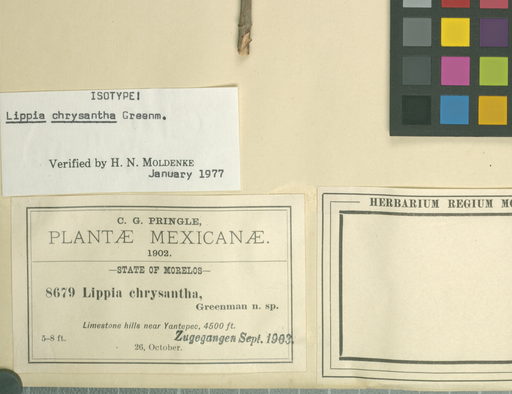 ISOTYPE!
Lippia chrysantha Greenm.
Verified by H. N. MOLDENKE
January 1977
C. G. PRINGLE,
PLANTÆ MEXICANÆ.
1902.
—STATE OF MORELOS—
8679 Lippia chrysantha,
Greenman n. sp.
Limestone hills near Yautepec, 4500 ft.
5-8 ft.
Zugegangen Sept. 1903.
26, October.
HERBARIUM REGIUM MO